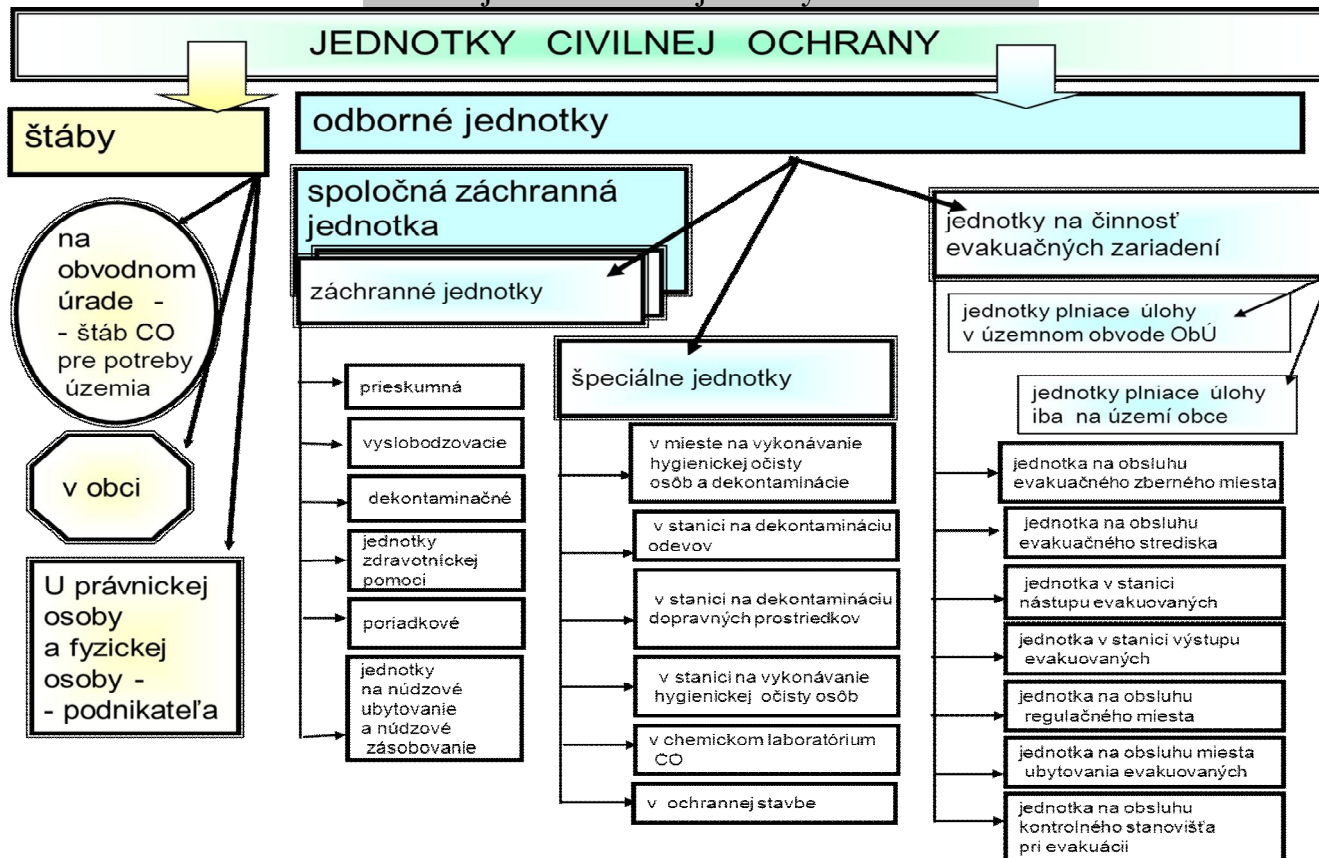 JEDNOTKY CIVILNEJ OCHRANY
štáby
na
obvodnom
úrade -
- štáb CO
pre potreby
územia
v obci
U právnickej
osoby
a fyzickej
osoby -
- podnikateľa
odborné jednotky
spoločná záchranná
jednotka
záchranné jednotky
prieskumná
vyslobodzovacie
dekontaminačné
jednotky
zdravotníckej
pomoci
poriadkové
jednotky
na núdzové
ubytovanie
a núdzové
zásobovanie
špeciálne jednotky
v mieste na vykonávanie
hygienickej očisty
osôb a dekontaminácie
v stanici na dekontamináciu
odevov
v stanici na dekontamináciu
dopravných prostriedkov
v stanici na vykonávanie
hygienickej očisty osôb
v chemickom laboratórium
CO
v ochrannej stavbe
jednotky na činnosť
evakuačných zariadení
jednotky plniace úlohy
v územnom obvode ObÚ
jednotky plniace úlohy
iba na území obce
jednotka na obsluhu
evakuačného zberného miesta
jednotka na obsluhu
evakuačného strediska
jednotka v stanici
nástupu evakuovaných
jednotka v stanici výstupu
evakuovaných
jednotka na obsluhu
regulačného miesta
jednotka na obsluhu miesta
ubytovania evakuovaných
jednotka na obsluhu
kontrolného stanovišťa
pri evakuácii